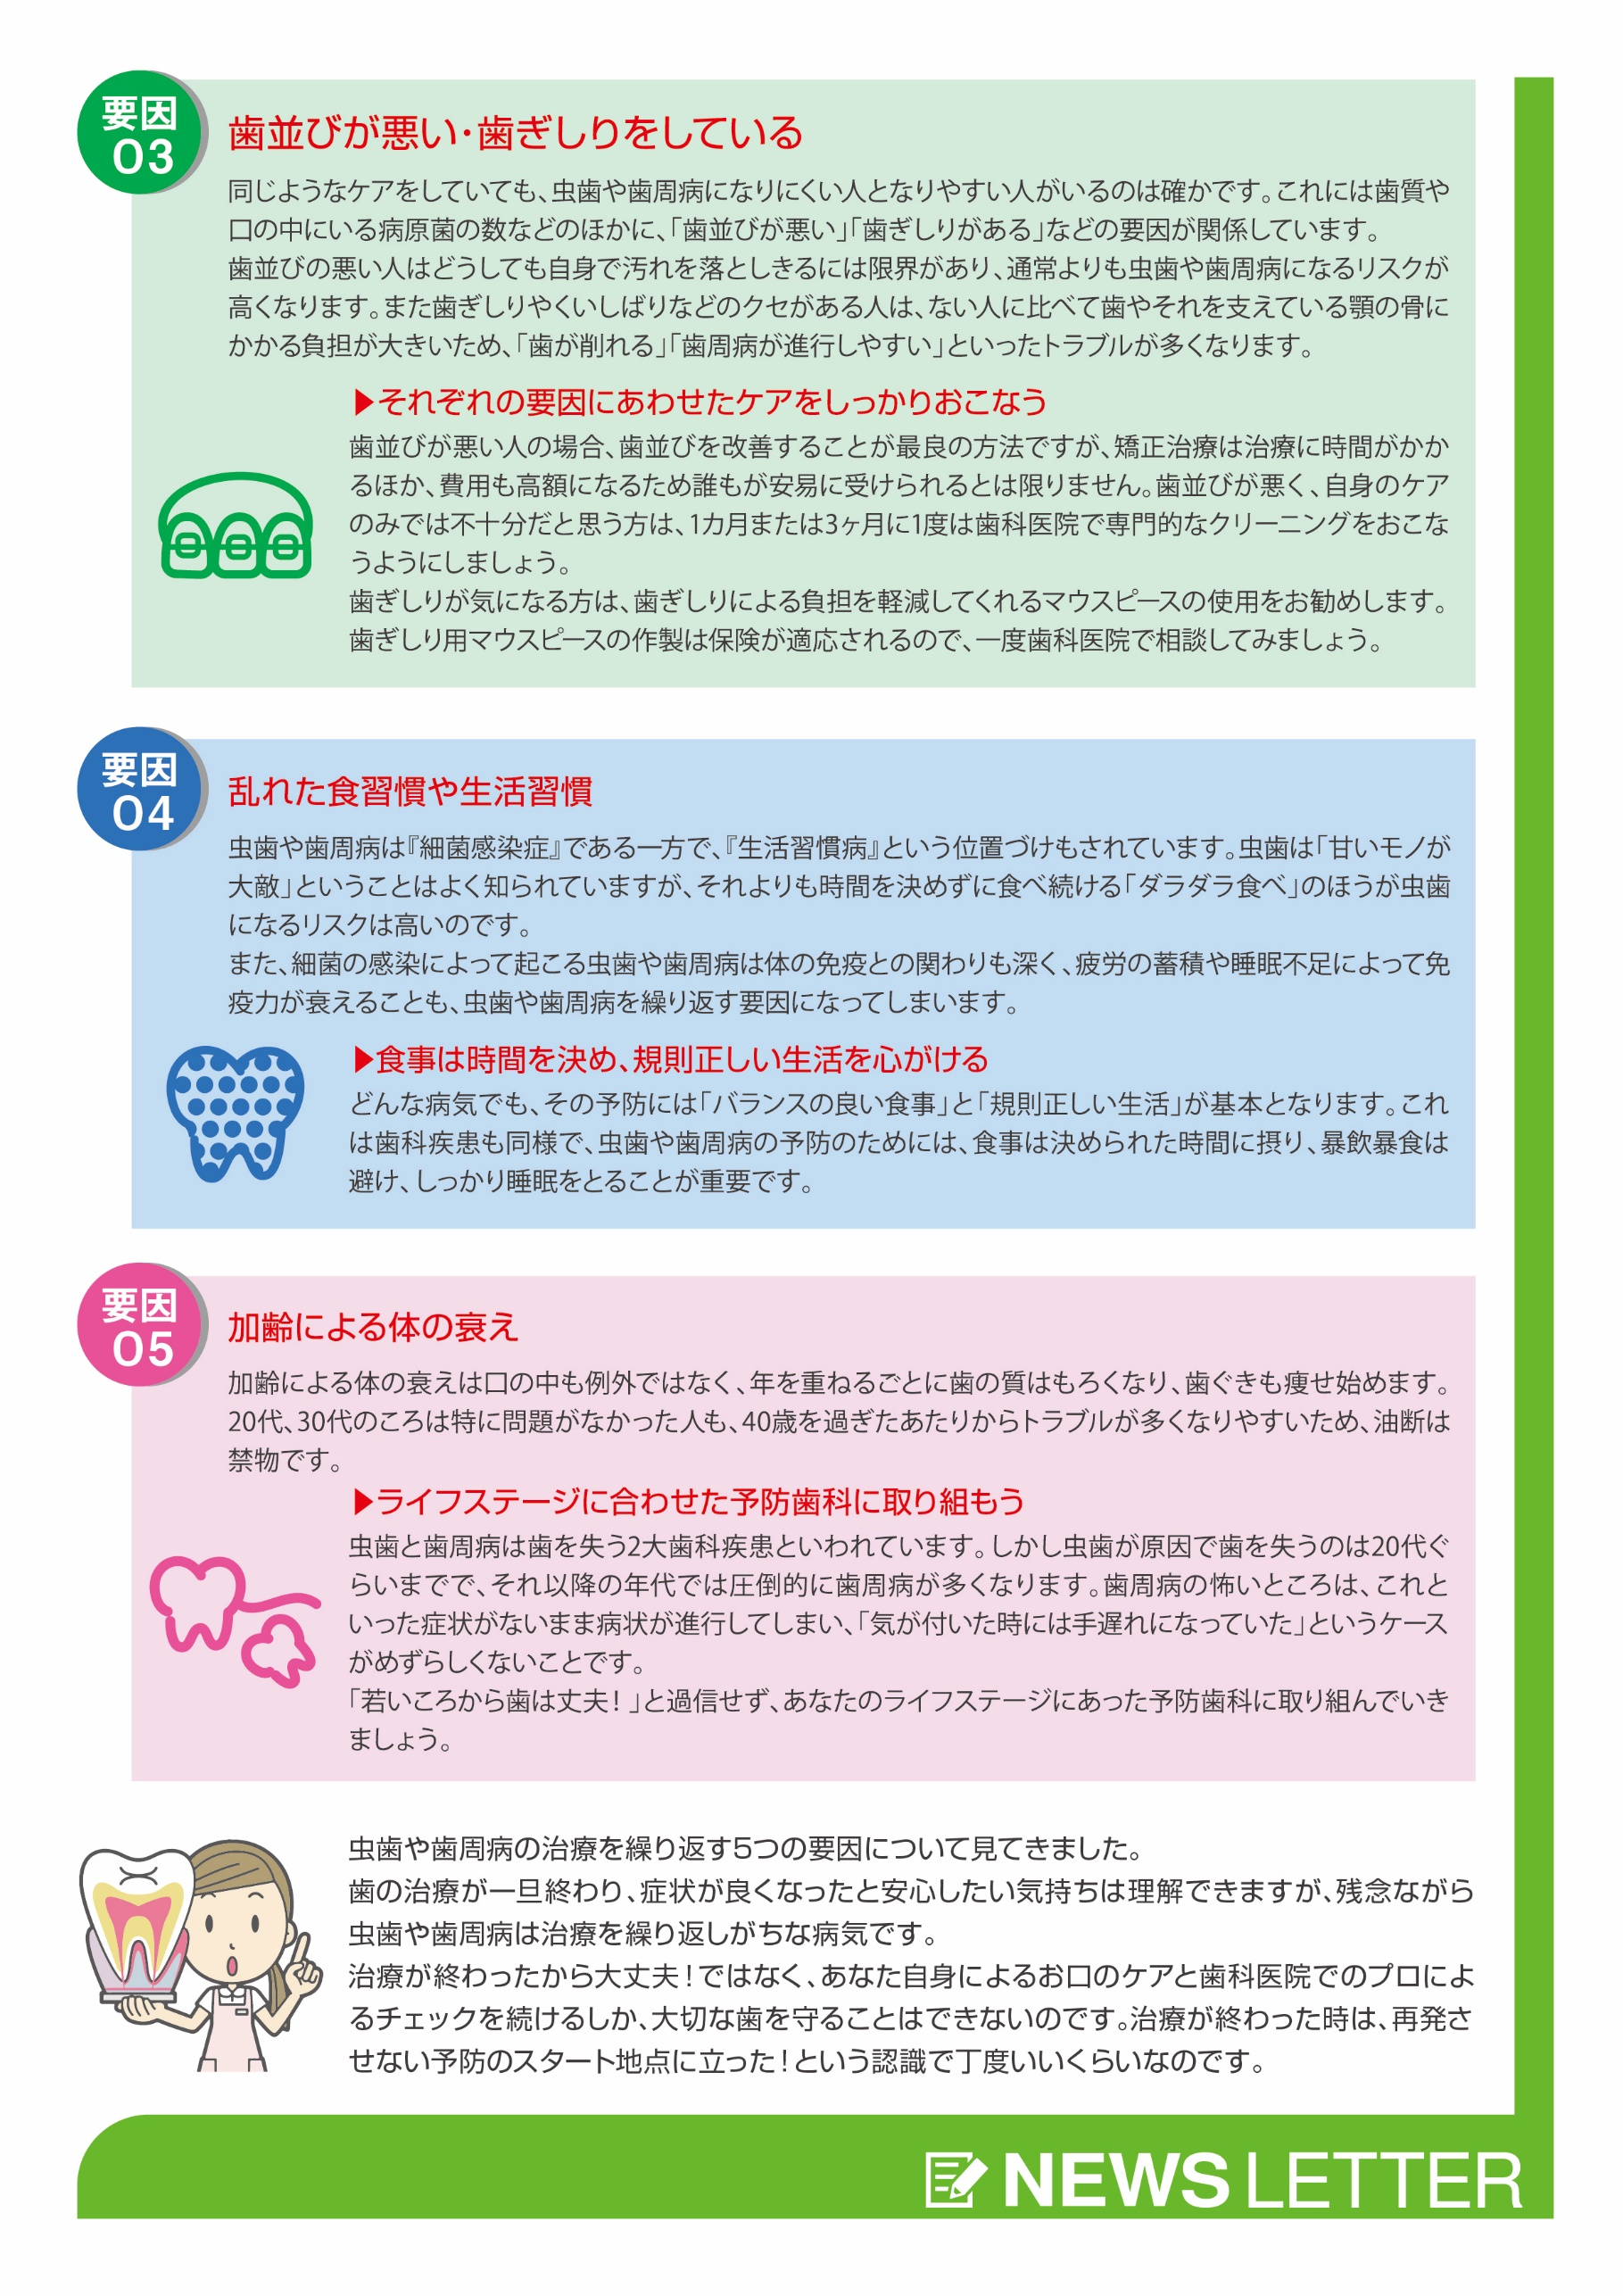 要因
03
歯並びが悪い・歯ぎしりをしている
同じようなケアをしていても、虫歯や歯周病になりにくい人となりやすい人がいるのは確かです。これには歯質や
口の中にいる病原菌の数などのほかに、「歯並びが悪い」「歯ぎしりがある」などの要因が関係しています。
歯並びの悪い人はどうしても自身で汚れを落としきるには限界があり、通常よりも虫歯や歯周病になるリスクが
高くなります。また歯ぎしりやくいしばりなどのクセがある人は、ない人に比べて歯やそれを支えている顎の骨に
かかる負担が大きいため、「歯が削れる」「歯周病が進行しやすい」といったトラブルが多くなります。
▶それぞれの要因にあわせたケアをしっかりおこなう
歯並びが悪い人の場合、歯並びを改善することが最良の方法ですが、矯正治療は治療に時間がかか
るほか、費用も高額になるため誰もが安易に受けられるとは限りません。歯並びが悪く、自身のケア
のみでは不十分だと思う方は、1カ月または3ヶ月に1度は歯科医院で専門的なクリーニングをおこな
うようにしましょう。
歯ぎしりが気になる方は、歯ぎしりによる負担を軽減してくれるマウスピースの使用をお勧めします。
歯ぎしり用マウスピースの作製は保険が適応されるので、一度歯科医院で相談してみましょう。
要因
04
乱れた食習慣や生活習慣
虫歯や歯周病は『細菌感染症』である一方で、『生活習慣病』という位置づけもされています。虫歯は「甘いモノが
大敵」ということはよく知られていますが、それよりも時間を決めずに食べ続ける「ダラダラ食べ」のほうが虫歯
になるリスクは高いのです。
また、細菌の感染によって起こる虫歯や歯周病は体の免疫との関わりも深く、疲労の蓄積や睡眠不足によって免
疫力が衰えることも、虫歯や歯周病を繰り返す要因になってしまいます。
▶食事は時間を決め、規則正しい生活を心がける
どんな病気でも、その予防には「バランスの良い食事」と「規則正しい生活」が基本となります。これ
は歯科疾患も同様で、虫歯や歯周病の予防のためには、食事は決められた時間に摂り、暴飲暴食は
避け、しっかり睡眠をとることが重要です。
要因
05
加齢による体の衰え
加齢による体の衰えは口の中も例外ではなく、年を重ねるごとに歯の質はもろくなり、歯ぐきも痩せ始めます。
20代、30代のころは特に問題がなかった人も、40歳を過ぎたあたりからトラブルが多くなりやすいため、油断は
禁物です。
▶ライフステージに合わせた予防歯科に取り組もう
虫歯と歯周病は歯を失う2大歯科疾患といわれています。しかし虫歯が原因で歯を失うのは20代ぐ
らいまでで、それ以降の年代では圧倒的に歯周病が多くなります。歯周病の怖いところは、これと
いった症状がないまま病状が進行してしまい、「気が付いた時には手遅れになっていた」というケース
がめずらしくないことです。
「若いころから歯は丈夫！」と過信せず、あなたのライフステージにあった予防歯科に取り組んでいき
ましょう。
虫歯や歯周病の治療を繰り返す5つの要因について見てきました。
歯の治療が一旦終わり、症状が良くなったと安心したい気持ちは理解できますが、残念ながら
虫歯や歯周病は治療を繰り返しがちな病気です。
治療が終わったから大丈夫！ではなく、あなた自身によるお口のケアと歯科医院でのプロによ
るチェックを続けるしか、大切な歯を守ることはできないのです。治療が終わった時は、再発さ
せない予防のスタート地点に立った！という認識で丁度いいくらいなのです。
NEWS LETTER